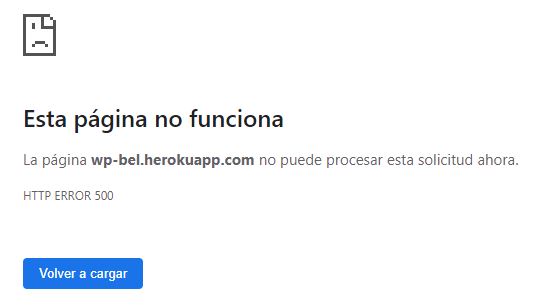 Esta página no funciona
La página wp-bel.herokuapp.com no puede procesar esta solicitud ahora.
HTTP ERROR 500
Volver a cargar